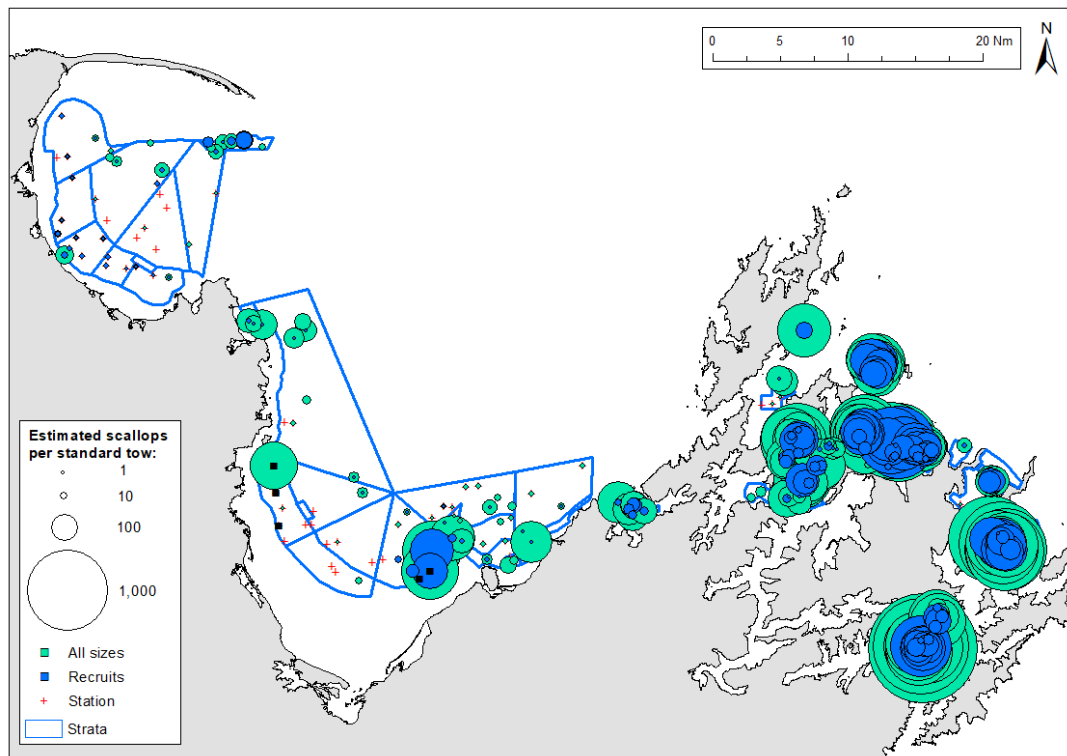 0 5 10 20 Nm
N
Estimated scallops
per standard tow:
1
10
100
1,000
All sizes
Recruits
Station
Strata